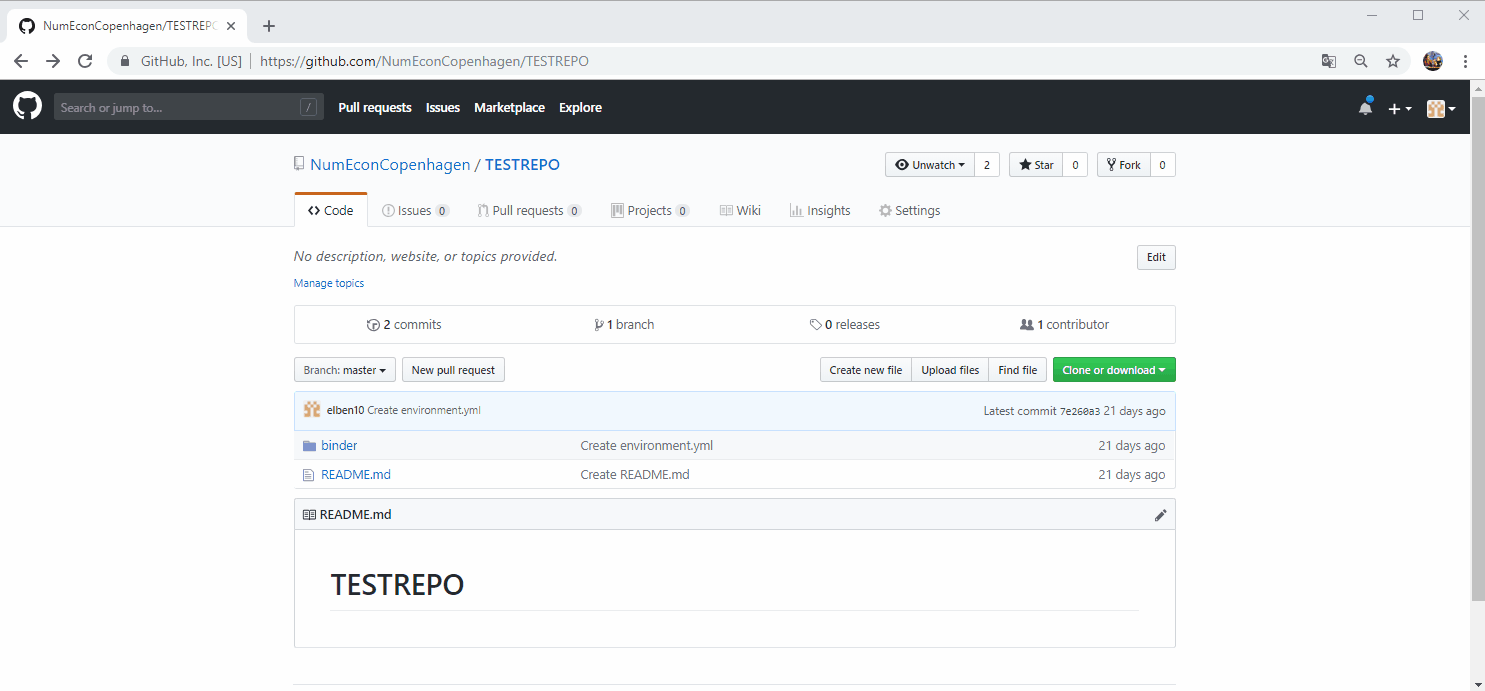 NumEconCopenhagen/TESTREPO
GitHub, Inc. [US] https://github.com/NumEconCopenhagen/TESTREPO
Search or jump to... / Pull requests Issues Marketplace Explore
NumEconCopenhagen / TESTREPO Unwatch 2 Star 0 Fork 0
Code Issues 0 Pull requests 0 Projects 0 Wiki Insights Settings
No description, website, or topics provided. Edit
Manage topics
2 commits 1 branch 0 releases 1 contributor
Branch: master New pull request Create new file Upload files Find file Clone or download
elben10 Create environment.yml Latest commit 7e260a3 21 days ago
binder Create environment.yml 21 days ago
README.md Create README.md 21 days ago
README.md
TESTREPO